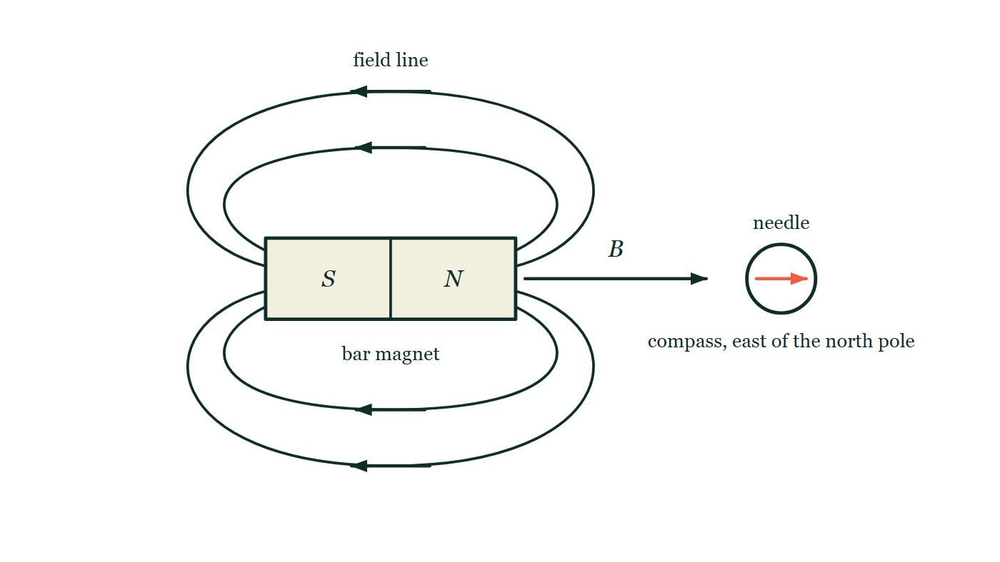 field line
needle
B
S
N
compass, east of the north pole
bar magnet